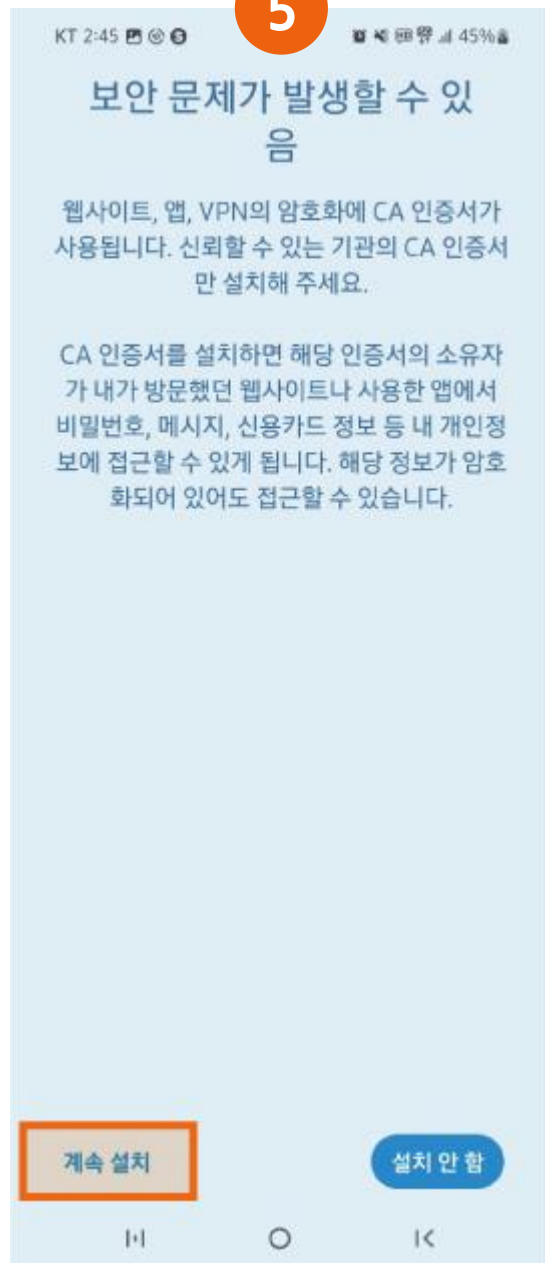 5
KT 2:45
45%
보안 문제가 발생할 수 있
음
웹사이트, 앱, VPN의 암호화에 CA 인증서가
사용됩니다. 신뢰할 수 있는 기관의 CA 인증서
만 설치해 주세요.
CA 인증서를 설치하면 해당 인증서의 소유자
가 내가 방문했던 웹사이트나 사용한 앱에서
비밀번호, 메시지, 신용카드 정보 등 내 개인정
보에 접근할 수 있게 됩니다. 해당 정보가 암호
화되어 있어도 접근할 수 있습니다.
계속 설치
설치 안 함